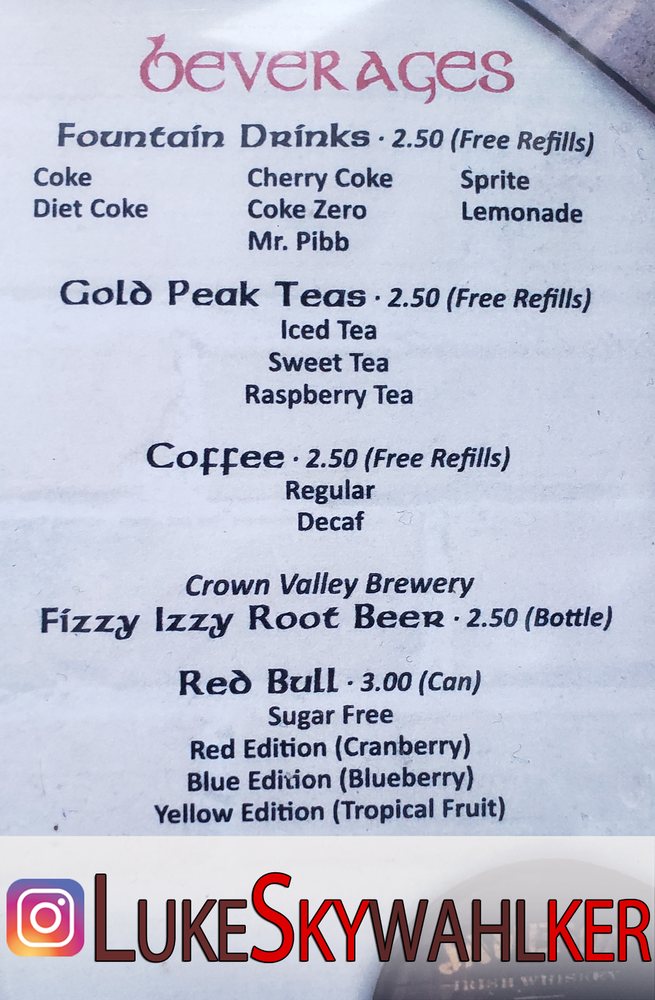 Beverages
Fountain Drinks · 2.50 (Free Refills)
Coke Cherry Coke Sprite
Diet Coke Coke Zero Lemonade
Mr. Pibb
Gold Peak Teas · 2.50 (Free Refills)
Iced Tea
Sweet Tea
Raspberry Tea
Coffee · 2.50 (Free Refills)
Regular
Decaf
Crown Valley Brewery
Fizzy Izzy Root Beer · 2.50 (Bottle)
Red Bull · 3.00 (Can)
Sugar Free
Red Edition (Cranberry)
Blue Edition (Blueberry)
Yellow Edition (Tropical Fruit)
LukeSkywahlker
Irish Whiskey